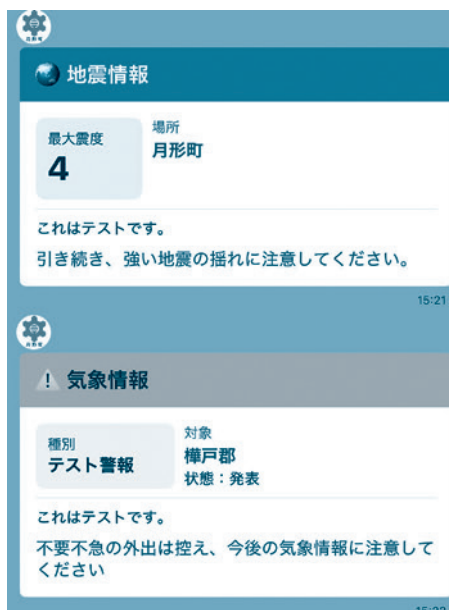 地震情報
最大震度
4
場所
月形町
これはテストです。
引き続き、強い地震の揺れに注意してください。
15:21
気象情報
種別
テスト警報
対象
樺戸郡
状態：発表
これはテストです。
不要不急の外出は控え、今後の気象情報に注意して
ください